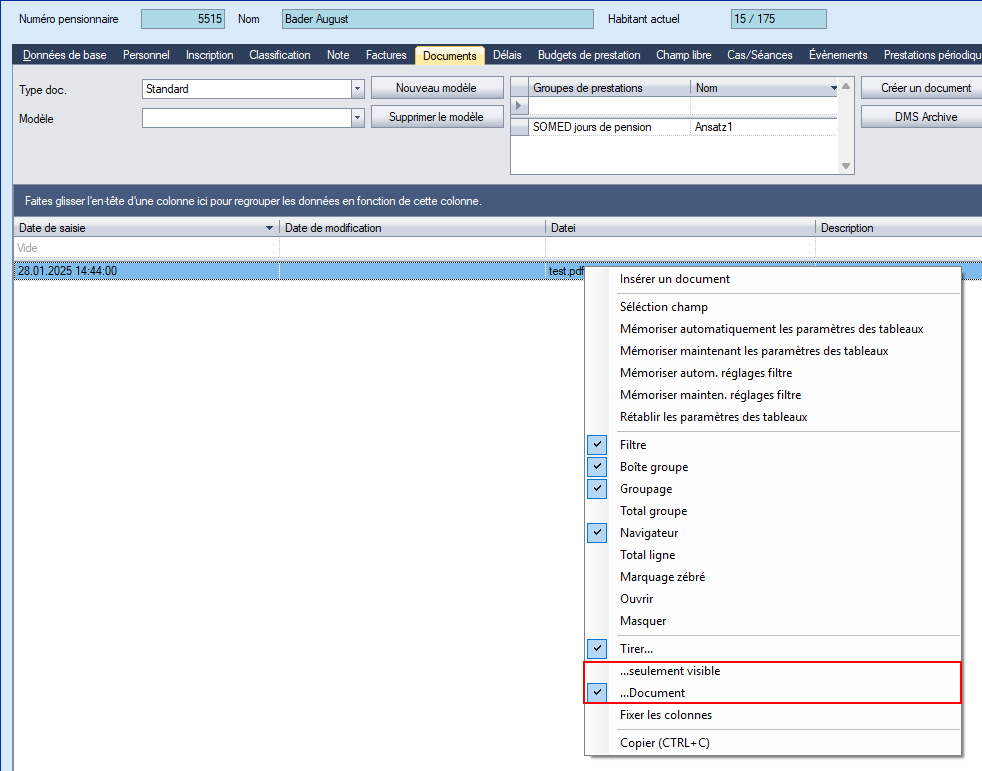 Numéro pensionnaire 5515 Nom Bader August Habitant actuel 15 / 175
Données de base Personnel Inscription Classification Note Factures Documents Délais Budgets de prestation Champ libre Cas/Séances Évènements Prestations périodiqu
Type doc. Standard Nouveau modèle Groupes de prestations Nom Créer un document
Modèle Supprimer le modèle SOMED jours de pension Ansatz1 DMS Archive
Faites glisser l'en-tête d'une colonne ici pour regrouper les données en fonction de cette colonne.
Date de saisie Date de modification Datei Description
Vide
28.01.2025 14:44:00 test.pdf
Insérer un document
Séléction champ
Mémoriser automatiquement les paramètres des tableaux
Mémoriser maintenant les paramètres des tableaux
Mémoriser autom. réglages filtre
Mémoriser mainten. réglages filtre
Rétablir les paramètres des tableaux
Filtre
Boîte groupe
Groupage
Total groupe
Navigateur
Total ligne
Marquage zébré
Ouvrir
Masquer
Tirer...
...seulement visible
...Document
Fixer les colonnes
Copier (CTRL+C)